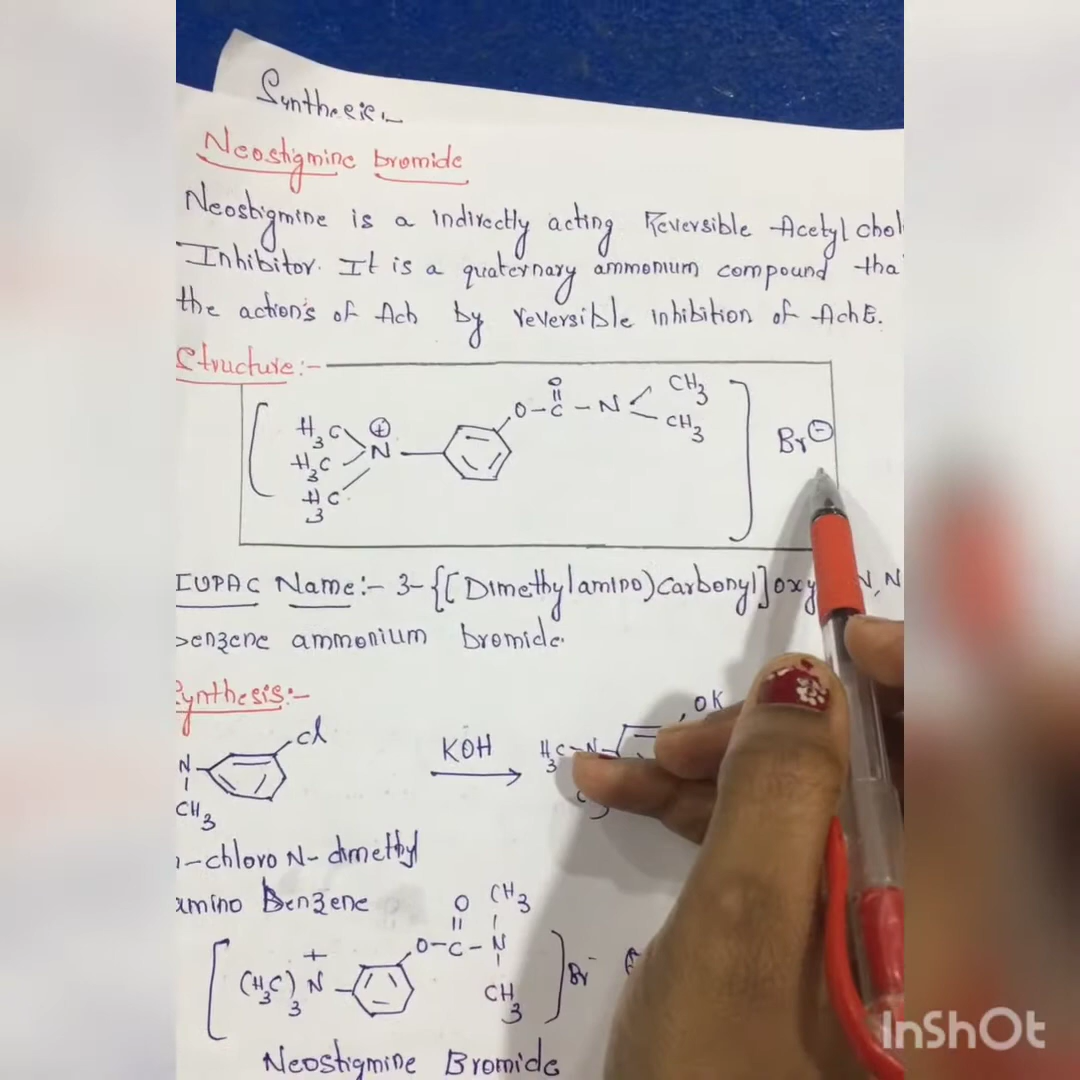 Synthesis:-
Neostigmine bromide
Neostigmine is a indirectly acting Reversible Acetyl chol
Inhibitor. It is a quaternary ammonium compound tha
the action's of Ach by reversible inhibition of AchE.
Structure:-
H3C
H3C
H3C
N⊕
O-C-N
O
CH3
CH3
Br⊖
IUPAC Name:- 3-{[(Dimethylamino)Carbonyl]oxy N,N
benzene ammonium bromide.
Synthesis:-
N
CH3
Cl
KOH
H3C-N
OK
-chloro N-dimethyl
amino Benzene
(H3C)3 N+
O-C-N
O
CH3
CH3
Br-
Neostigmine Bromide
InShOt